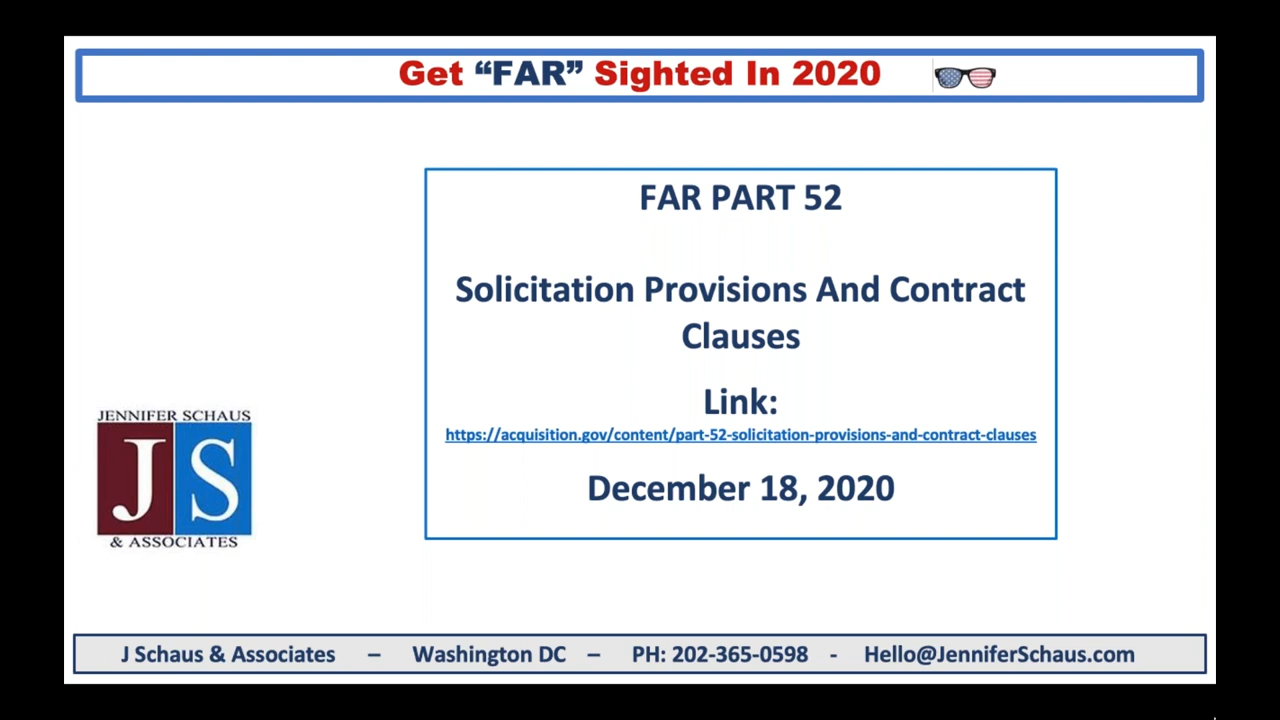 Get “FAR” Sighted In 2020
FAR PART 52
Solicitation Provisions And Contract
Clauses
Link:
https://acquisition.gov/content/part-52-solicitation-provisions-and-contract-clauses
December 18, 2020
JENNIFER SCHAUS
JS
& ASSOCIATES
J Schaus & Associates – Washington DC – PH: 202-365-0598 - Hello@JenniferSchaus.com